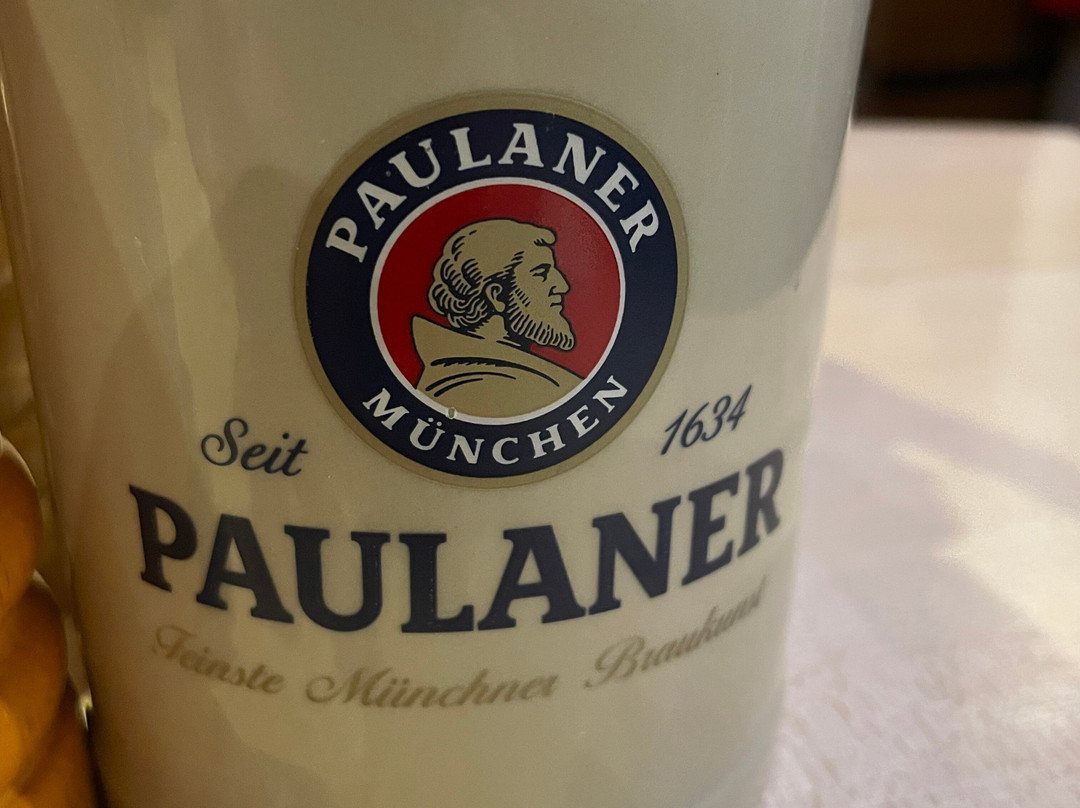 PAULANER
MÜNCHEN
Seit 1634
PAULANER
Feinste Münchner Braukunst